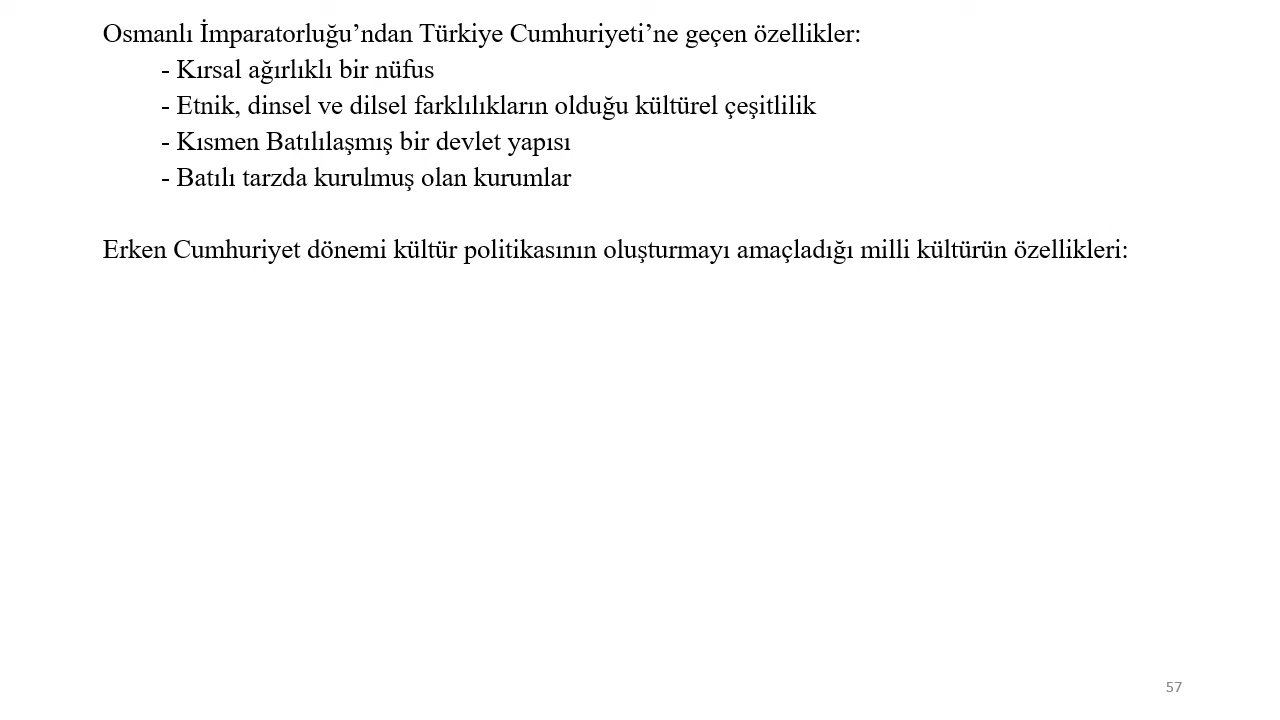 Osmanlı İmparatorluğu’ndan Türkiye Cumhuriyeti’ne geçen özellikler:
- Kırsal ağırlıklı bir nüfus
- Etnik, dinsel ve dilsel farklılıkların olduğu kültürel çeşitlilik
- Kısmen Batılılaşmış bir devlet yapısı
- Batılı tarzda kurulmuş olan kurumlar
Erken Cumhuriyet dönemi kültür politikasının oluşturmayı amaçladığı milli kültürün özellikleri:
57